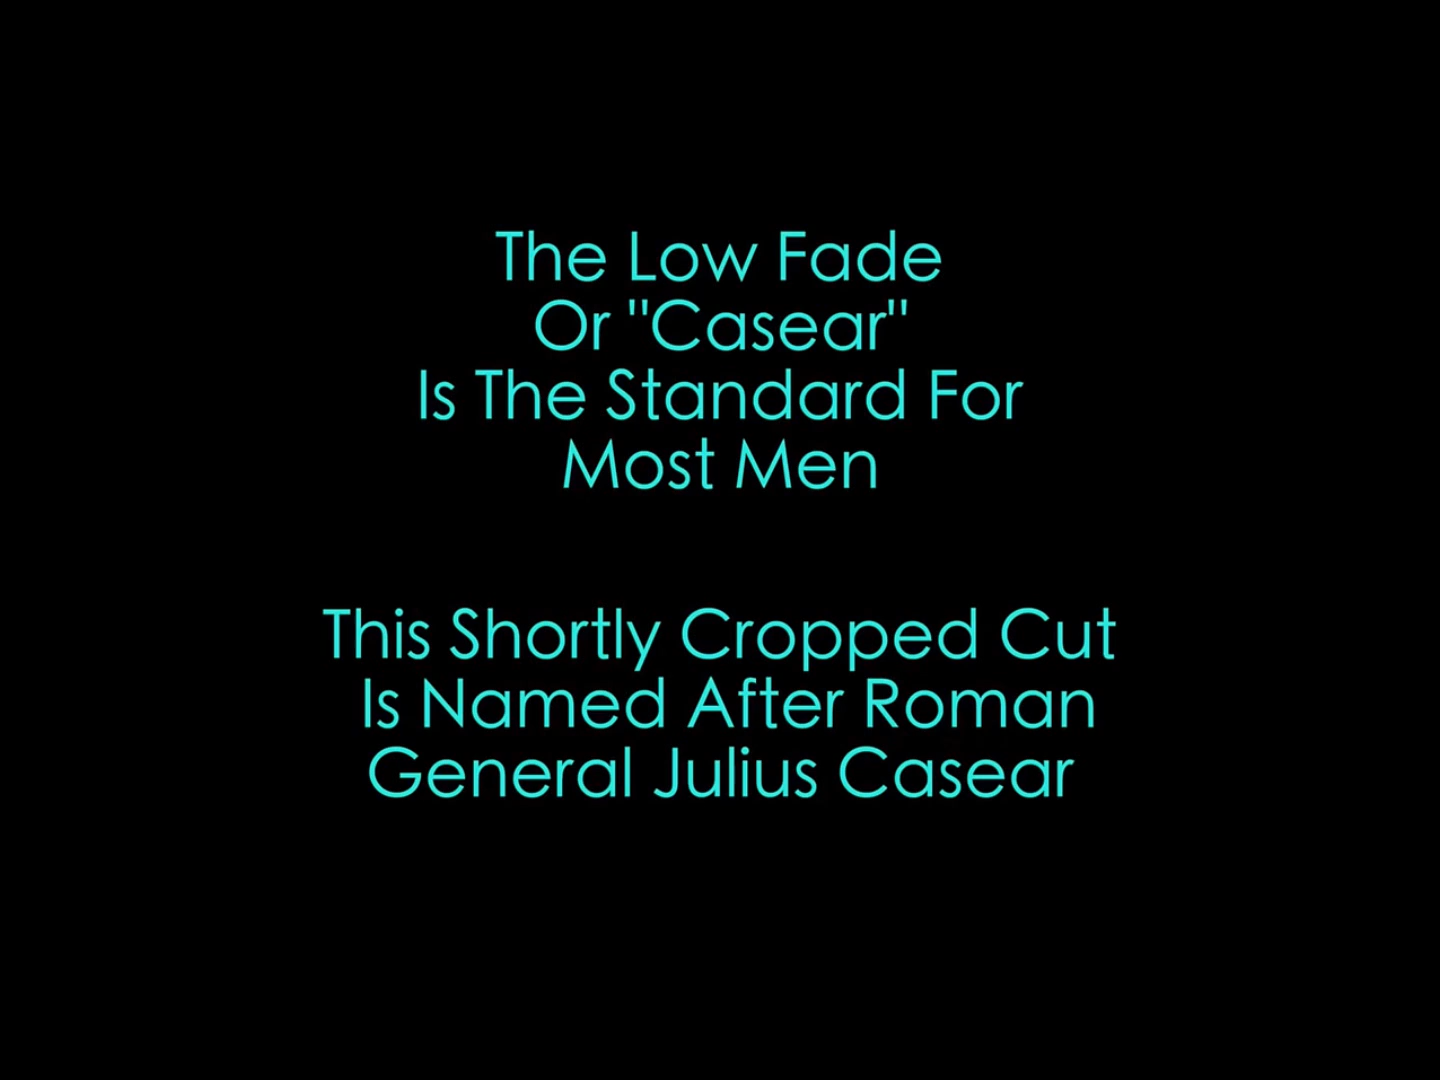 The Low Fade
Or "Casear"
Is The Standard For
Most Men
This Shortly Cropped Cut
Is Named After Roman
General Julius Casear